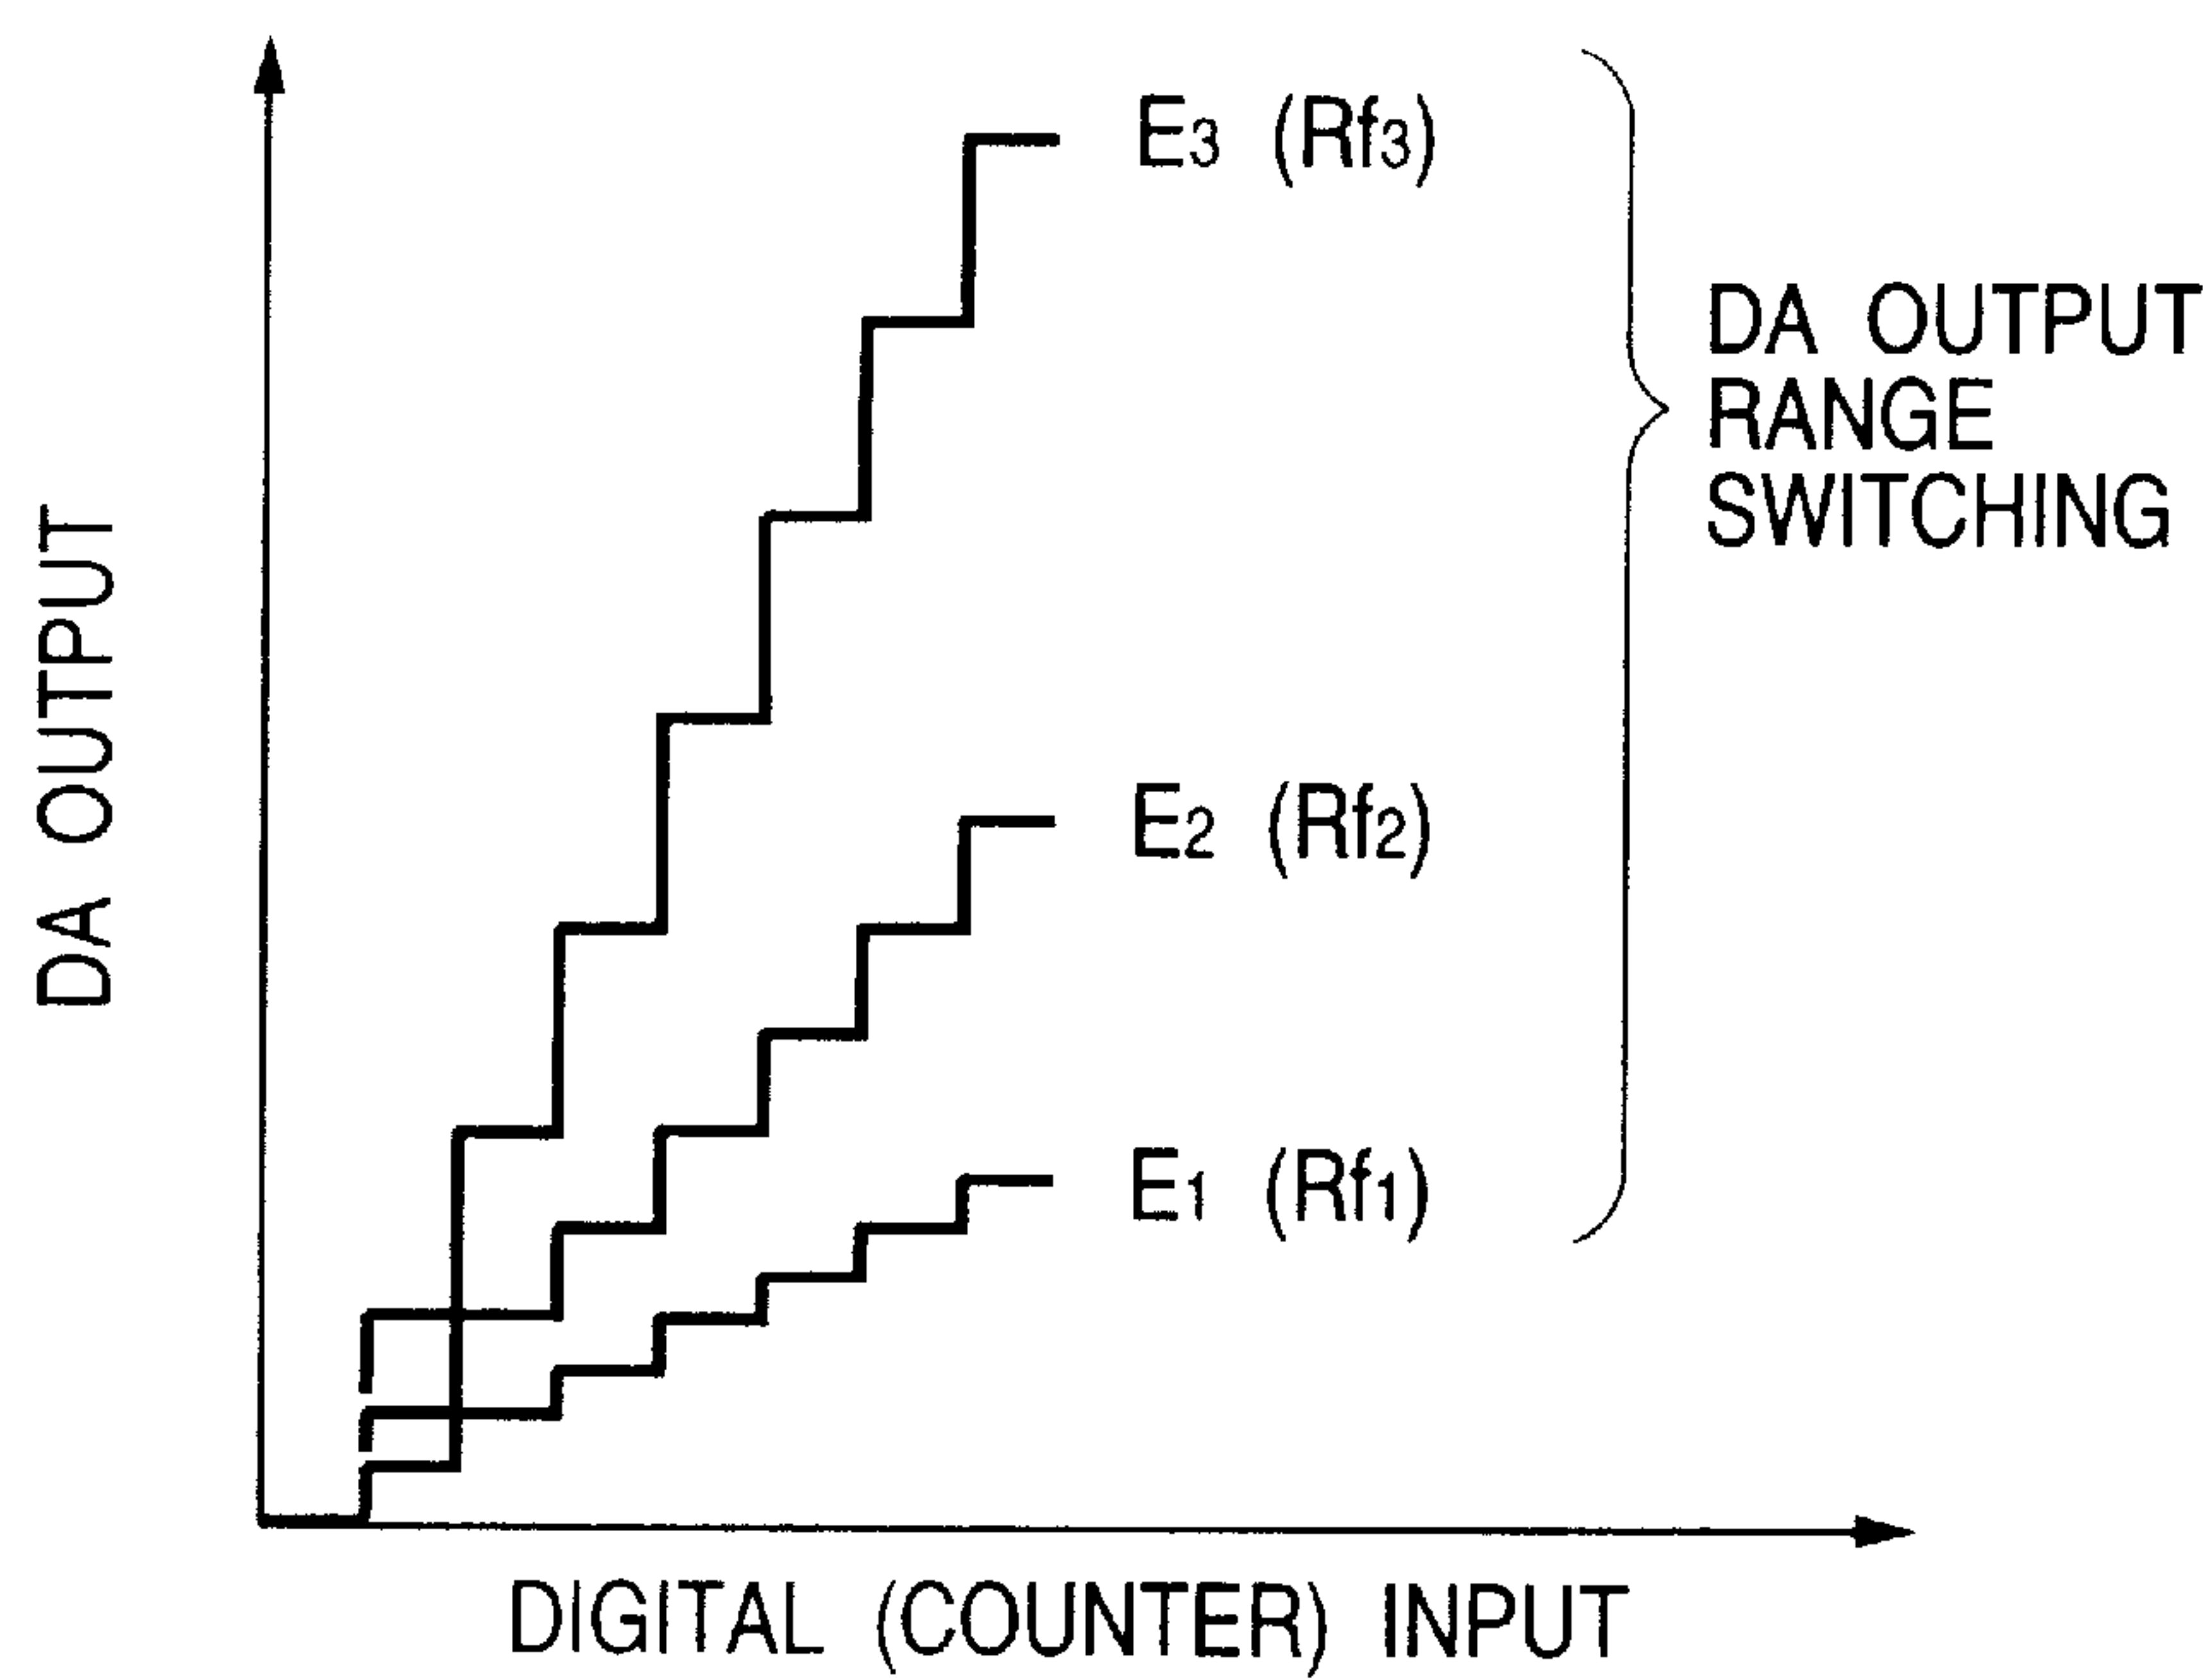 DA OUTPUT
E3 (Rf3)
E2 (Rf2)
E1 (Rf1)
DA OUTPUT
RANGE
SWITCHING
DIGITAL (COUNTER) INPUT